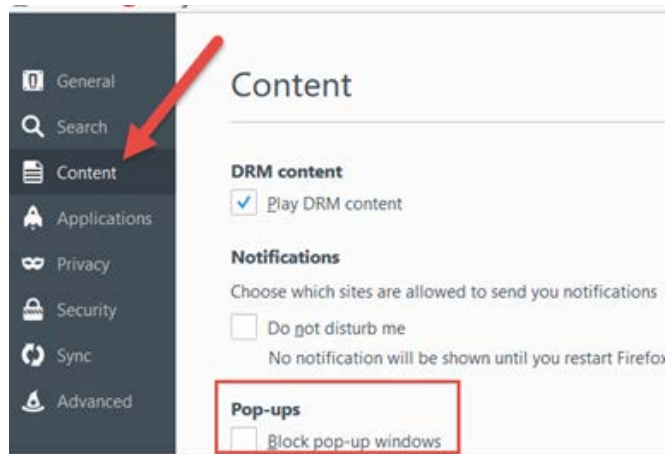 General
Search
Content
Applications
Privacy
Security
Sync
Advanced
Content
DRM content
Play DRM content
Notifications
Choose which sites are allowed to send you notifications
Do not disturb me
No notification will be shown until you restart Firefox
Pop-ups
Block pop-up windows